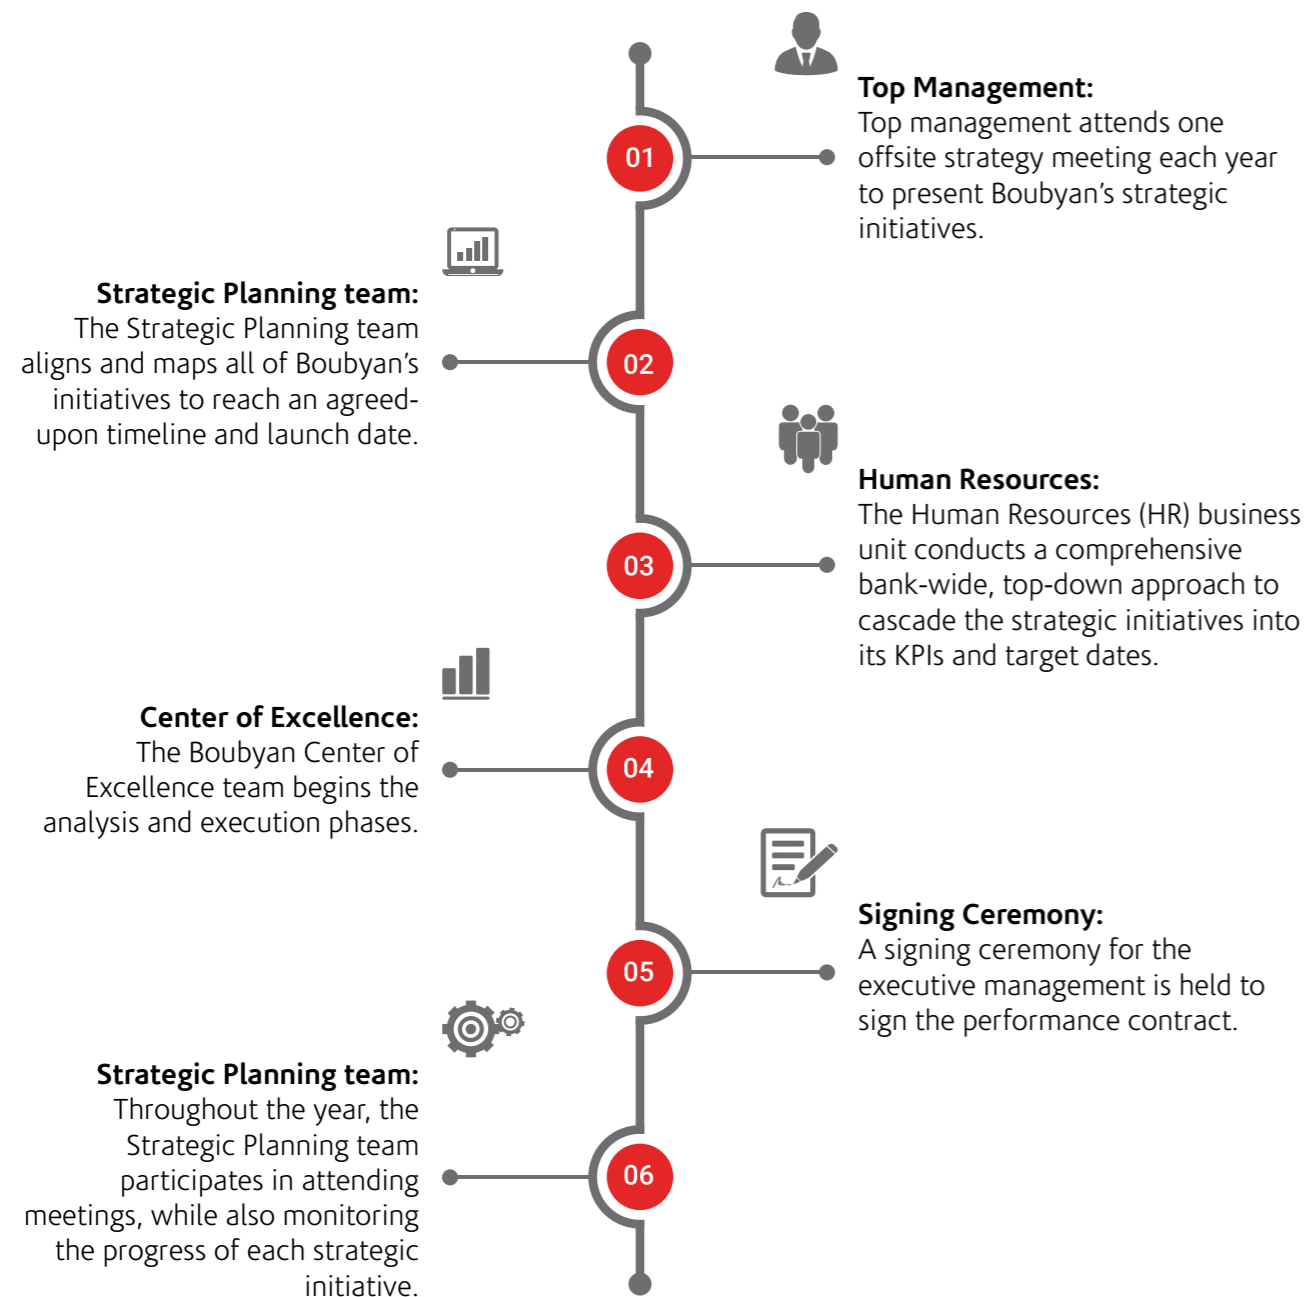 01
Top Management:
Top management attends one
offsite strategy meeting each year
to present Boubyan’s strategic
initiatives.
02
Strategic Planning team:
The Strategic Planning team
aligns and maps all of Boubyan’s
initiatives to reach an agreed-
upon timeline and launch date.
03
Human Resources:
The Human Resources (HR) business
unit conducts a comprehensive
bank-wide, top-down approach to
cascade the strategic initiatives into
its KPIs and target dates.
04
Center of Excellence:
The Boubyan Center of
Excellence team begins the
analysis and execution phases.
05
Signing Ceremony:
A signing ceremony for the
executive management is held to
sign the performance contract.
06
Strategic Planning team:
Throughout the year, the
Strategic Planning team
participates in attending
meetings, while also monitoring
the progress of each strategic
initiative.